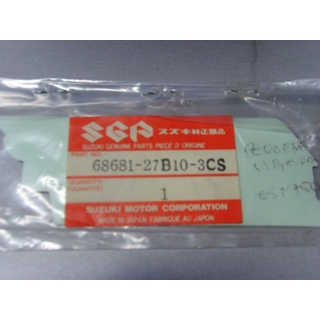 SGP スズキ純正部品
SUZUKI GENUINE PARTS PIECE D'ORIGINE
PART NO.
68681-27B10-3CS
QUANTITY
QUANTITE
1
SUZUKI MOTOR CORPORATION
MADE IN JAPAN FABRIQUE AU JAPON